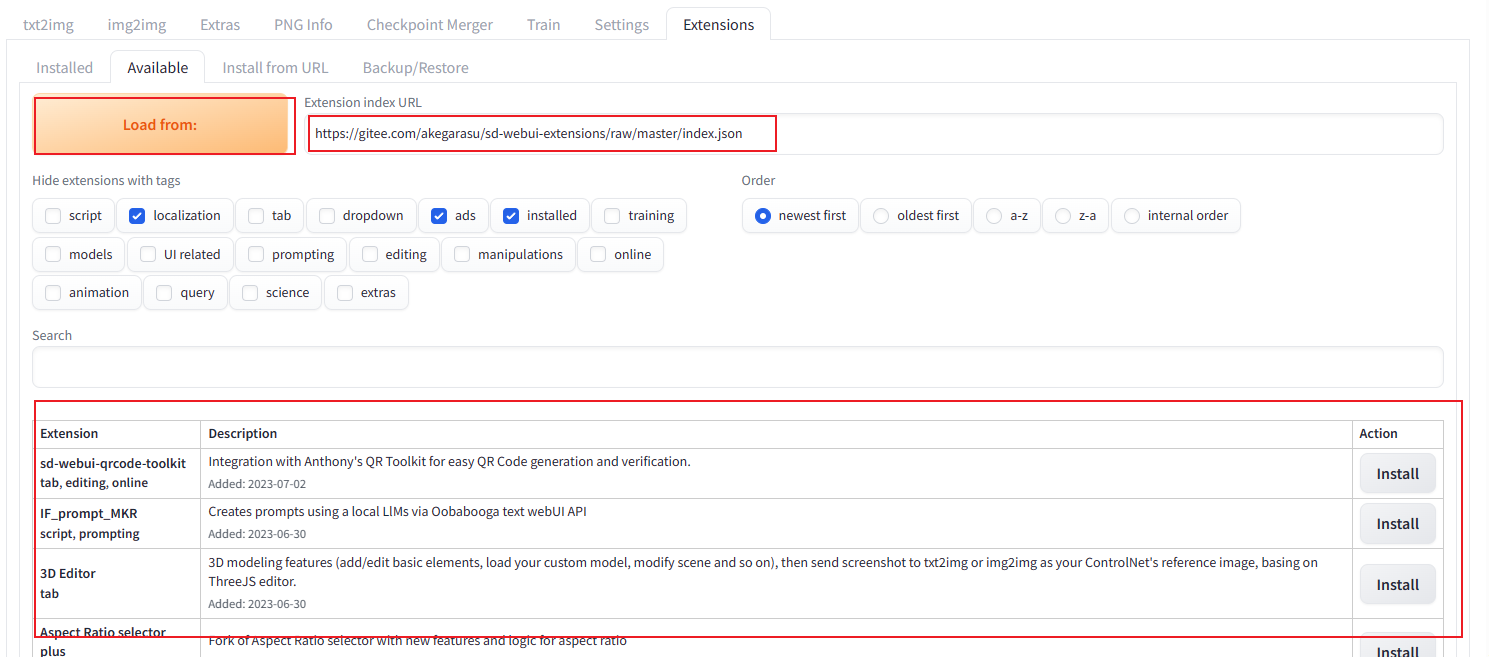 txt2img img2img Extras PNG Info Checkpoint Merger Train Settings Extensions
Installed Available Install from URL Backup/Restore
Load from:
Extension index URL
https://gitee.com/akegarasu/sd-webui-extensions/raw/master/index.json
Hide extensions with tags
script localization tab dropdown ads installed training
models UI related prompting editing manipulations online
animation query science extras
Order
newest first oldest first a-z z-a internal order
Search
Extension Description Action
sd-webui-qrcode-toolkit
tab, editing, online
Integration with Anthony's QR Toolkit for easy QR Code generation and verification.
Added: 2023-07-02
Install
IF_prompt_MKR
script, prompting
Creates prompts using a local LlMs via Oobabooga text webUI API
Added: 2023-06-30
Install
3D Editor
tab
3D modeling features (add/edit basic elements, load your custom model, modify scene and so on), then send screenshot to txt2img or img2img as your ControlNet's reference image, basing on
ThreeJS editor.
Added: 2023-06-30
Install
Aspect Ratio selector
plus
Fork of Aspect Ratio selector with new features and logic for aspect ratio
Install